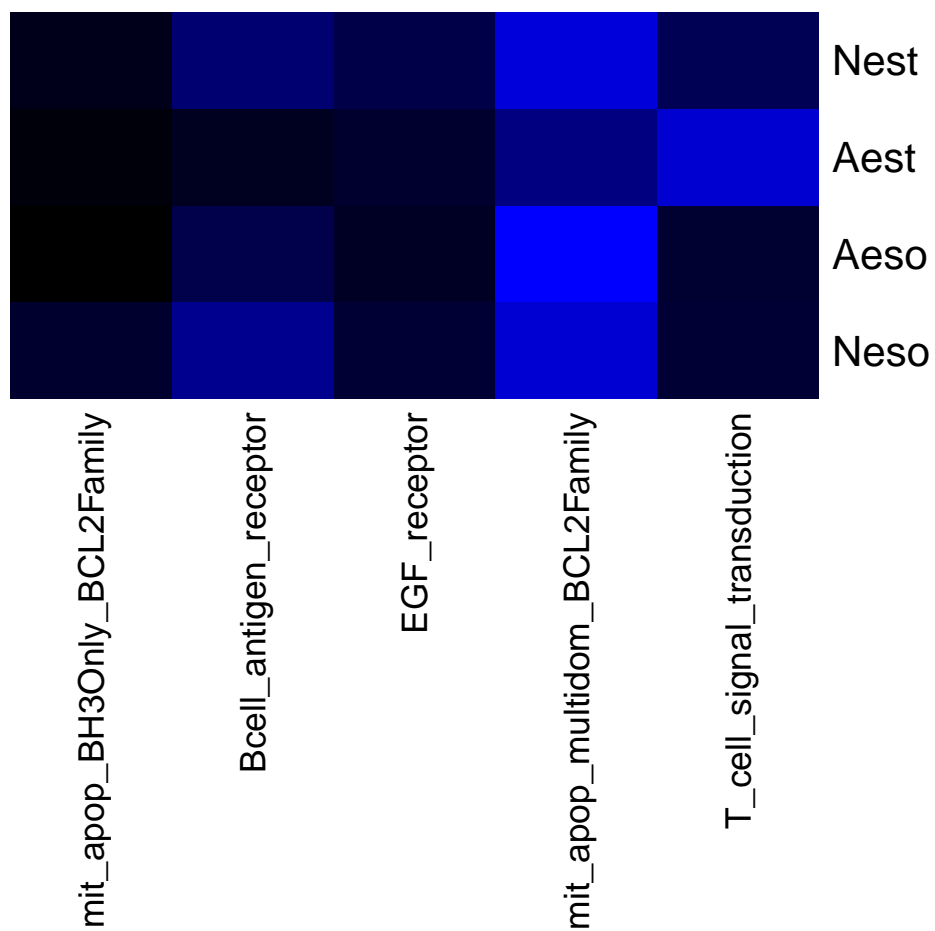 Nest
Aest
Aeso
Neso
mit_apop_BH3Only_BCL2Family
Bcell_antigen_receptor
EGF_receptor
mit_apop_multidom_BCL2Family
T_cell_signal_transduction